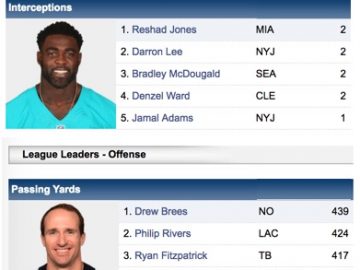 Interceptions
1. Reshad Jones MIA 2
2. Darron Lee NYJ 2
3. Bradley McDougald SEA 2
4. Denzel Ward CLE 2
5. Jamal Adams NYJ 1
League Leaders - Offense
Passing Yards
1. Drew Brees NO 439
2. Philip Rivers LAC 424
3. Ryan Fitzpatrick TB 417